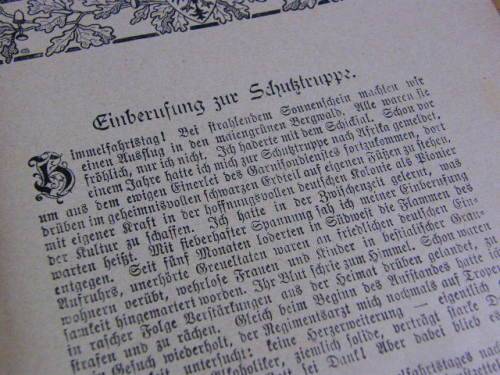 Einberufung zur Schutztruppe.
Himmelfahrtstag! Bei strahlendem Sonnenschein machten wir
einen Ausflug in den maiengrünen Bergwald. Alle waren sie
fröhlich, nur ich nicht. Ich haderte mit dem Schicksal. Schon vor
einem Jahre hatte ich mich zur Schutztruppe nach Afrika gemeldet,
um aus dem ewigen Einerlei des Garnisondienstes fortzukommen, dort
drüben im geheimnisvollen schwarzen Erdteil auf eigenen Füßen zu stehen,
mit eigener Kraft in der hoffnungsvollen deutschen Kolonie als Pionier
der Kultur zu schaffen. Ich hatte in der Zwischenzeit gelernt, was
warten heißt. Mit fieberhafter Spannung sah ich meiner Einberufung
entgegen. Seit fünf Monaten loderten in Südwest die Flammen des
Aufruhrs, unerhörte Greueltaten waren an friedlichen deutschen Ein-
wohnern verübt, wehrlose Frauen und Kinder in bestialischer Grau-
samkeit hingemartert worden. Ihr Blut schrie zum Himmel. Schon waren
in rascher Folge Verstärkungen aus der Heimat drüben gelandet, zu
strafen und zu rächen. Gleich beim Beginn des Aufstandes hatte ich
Gesuch wiederholt, der Regimentsarzt mich nochmals auf Trope
untersucht: keine Herzerweiterung — eigentlich
Alkoholiker, ziemlich solide, verträgt starke
sei Dank! Aber dabei blieb es